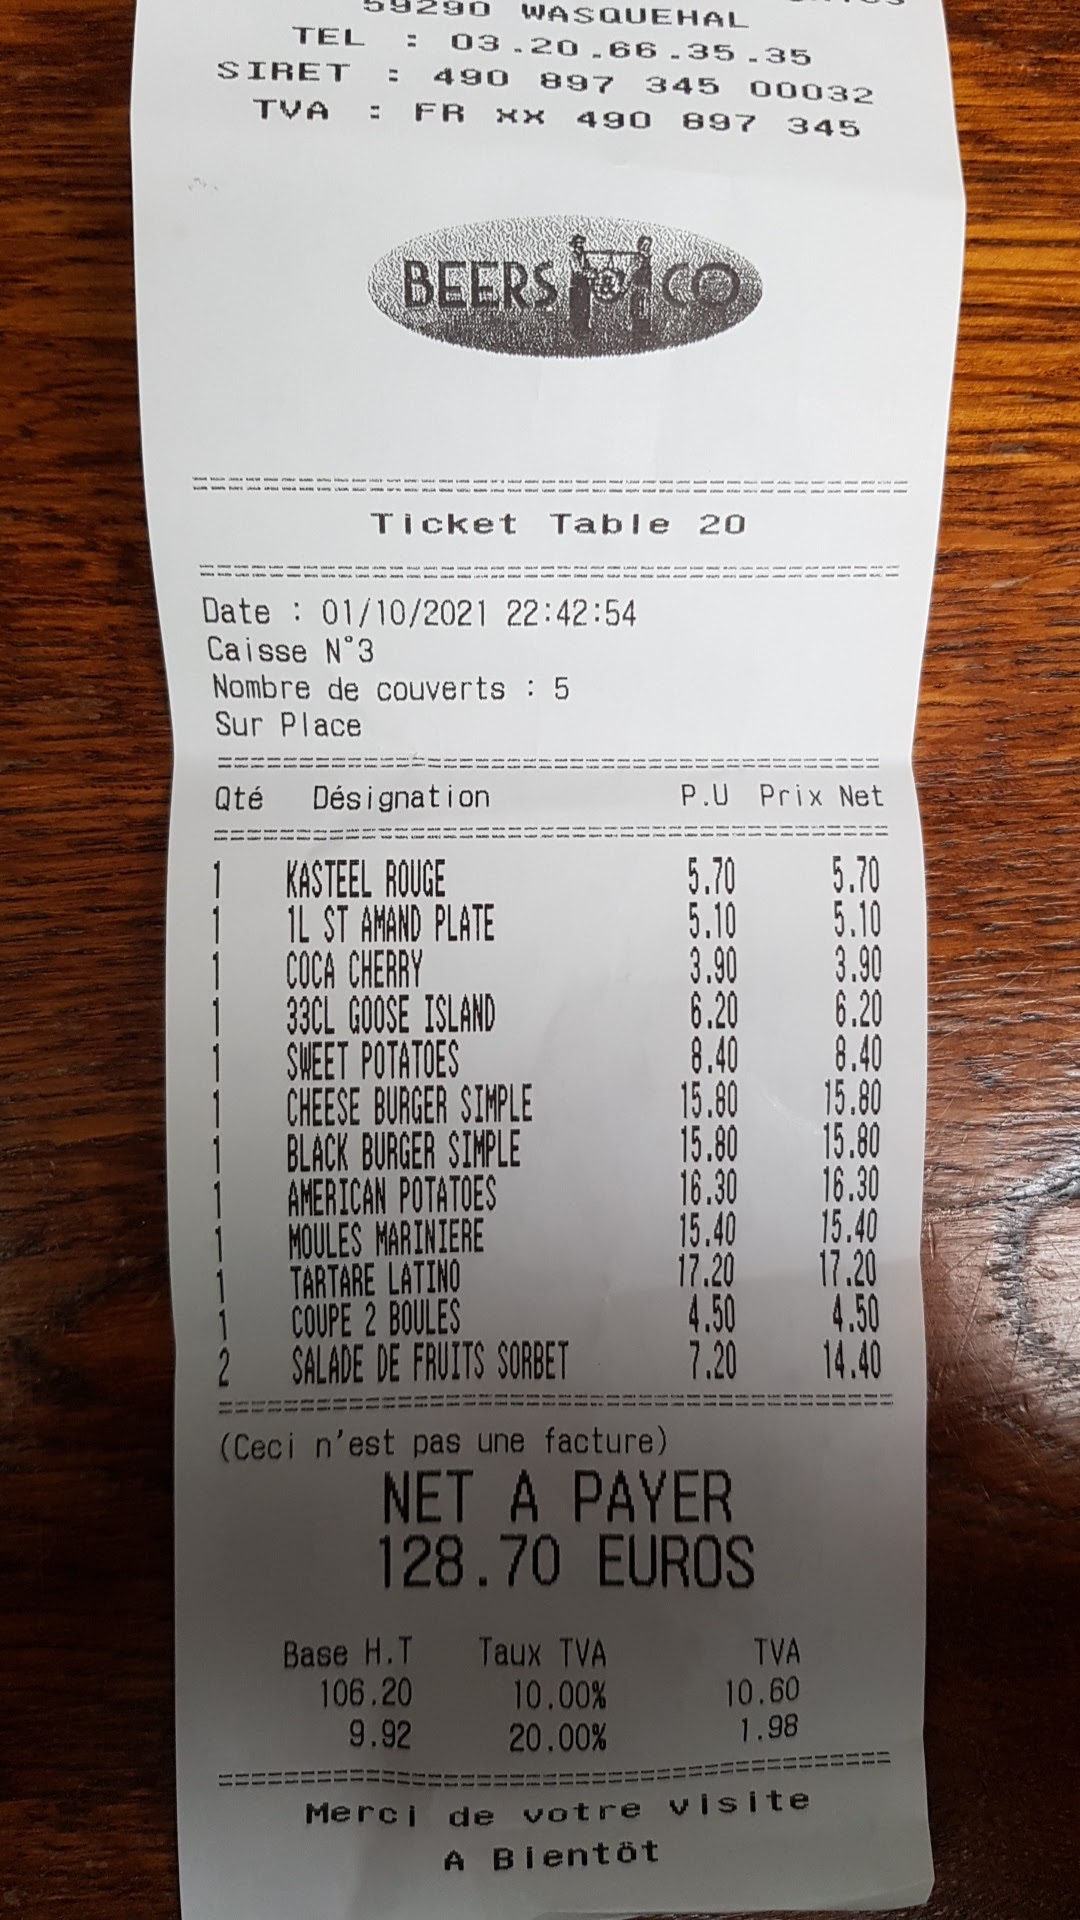 59290 WASQUEHAL
TEL : 03.20.66.35.35
SIRET : 490 897 345 00032
TVA : FR xx 490 897 345
BEERS & CO
Ticket Table 20
Date : 01/10/2021 22:42:54
Caisse N°3
Nombre de couverts : 5
Sur Place
Qté Désignation P.U Prix Net
1 KASTEEL ROUGE 5.70 5.70
1 1L ST AMAND PLATE 5.10 5.10
1 COCA CHERRY 3.90 3.90
1 33CL GOOSE ISLAND 6.20 6.20
1 SWEET POTATOES 8.40 8.40
1 CHEESE BURGER SIMPLE 15.80 15.80
1 BLACK BURGER SIMPLE 15.80 15.80
1 AMERICAN POTATOES 16.30 16.30
1 MOULES MARINIERE 15.40 15.40
1 TARTARE LATINO 17.20 17.20
1 COUPE 2 BOULES 4.50 4.50
2 SALADE DE FRUITS SORBET 7.20 14.40
(Ceci n'est pas une facture)
NET A PAYER
128.70 EUROS
Base H.T Taux TVA TVA
106.20 10.00% 10.60
9.92 20.00% 1.98
Merci de votre visite
A Bientôt